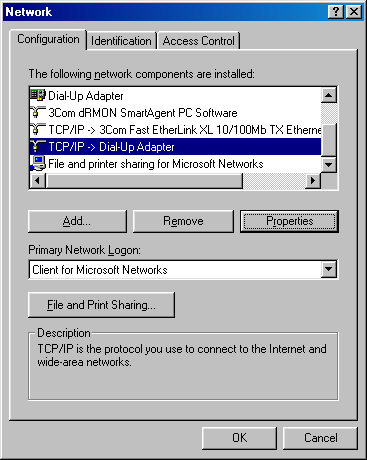 Network
Configuration
Identification
Access Control
The following network components are installed:
Dial-Up Adapter
3Com dRMON SmartAgent PC Software
TCP/IP -> 3Com Fast EtherLink XL 10/100Mb TX Etherne
TCP/IP -> Dial-Up Adapter
File and printer sharing for Microsoft Networks
Add...
Remove
Properties
Primary Network Logon:
Client for Microsoft Networks
File and Print Sharing...
Description
TCP/IP is the protocol you use to connect to the Internet and
wide-area networks.
OK
Cancel